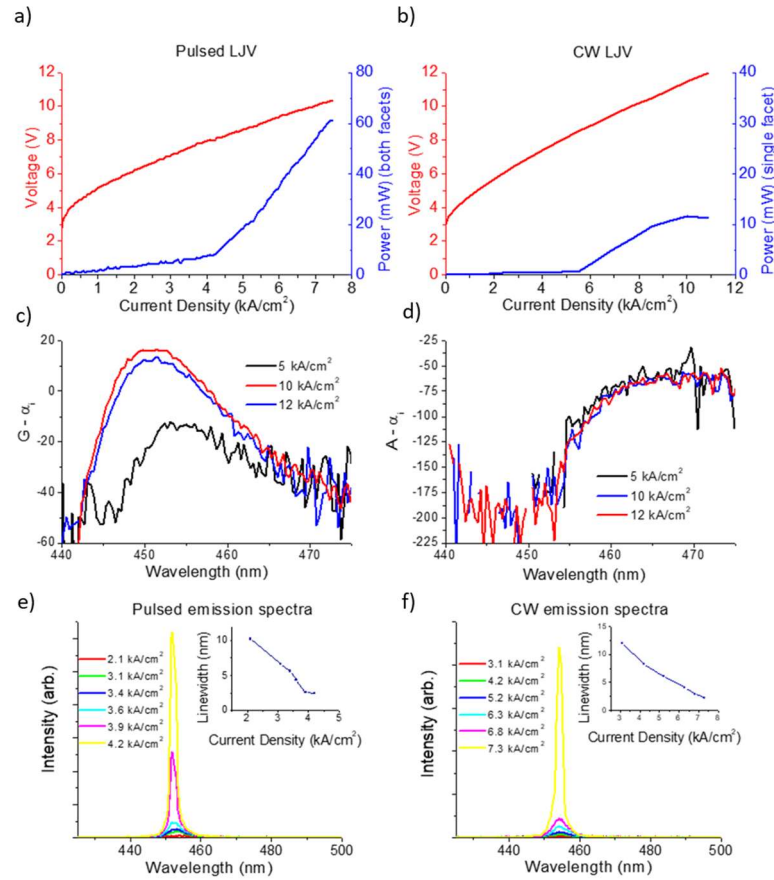 a)
Pulsed LJV
Voltage (V)
12
10
8
6
4
2
0
Power (mW) (both facets)
80
60
40
20
0
0 1 2 3 4 5 6 7 8
Current Density (kA/cm²)
b)
CW LJV
Voltage (V)
12
10
8
6
4
2
0
Power (mW) (single facet)
40
30
20
10
0
0 2 4 6 8 10 12
Current Density (kA/cm²)
c)
G - αi
20
0
-20
-40
-60
5 kA/cm²
10 kA/cm²
12 kA/cm²
440 450 460 470
Wavelength (nm)
d)
A - αi
-25
-50
-75
-100
-125
-150
-175
-200
-225
5 kA/cm²
10 kA/cm²
12 kA/cm²
440 450 460 470
Wavelength (nm)
e)
Pulsed emission spectra
Intensity (arb.)
2.1 kA/cm²
3.1 kA/cm²
3.4 kA/cm²
3.6 kA/cm²
3.9 kA/cm²
4.2 kA/cm²
Linewidth (nm)
10
5
0
2 3 4 5
Current Density (kA/cm²)
440 460 480 500
Wavelength (nm)
f)
CW emission spectra
Intensity (arb.)
3.1 kA/cm²
4.2 kA/cm²
5.2 kA/cm²
6.3 kA/cm²
6.8 kA/cm²
7.3 kA/cm²
Linewidth (nm)
15
10
5
0
3 4 5 6 7 8
Current Density (kA/cm²)
440 460 480 500
Wavelength (nm)